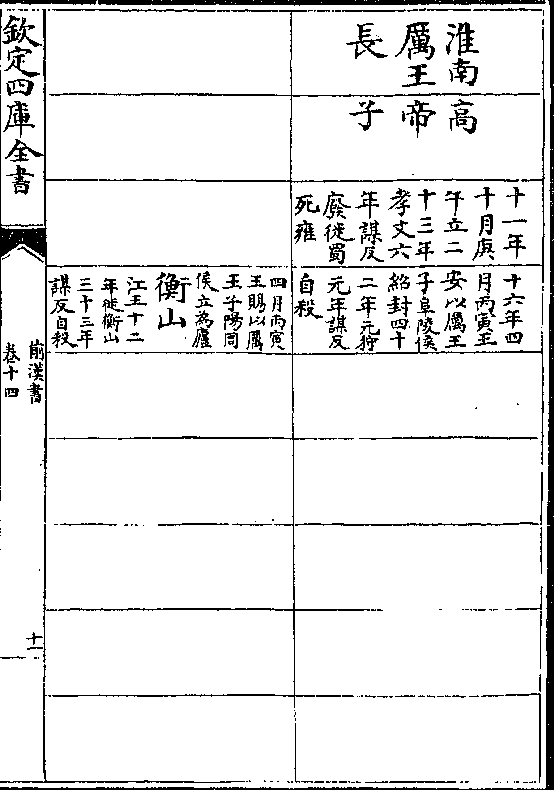 淮南
厲王
長
高
帝
子
十一年
十月庚
午立二
十三年
孝文六
年謀反
廢徙蜀
死雍
十六年四
月丙寅王
安以厲王
子阜陵侯
紹封四十
二年元狩
元年謀反
自殺
四月丙寅
王賜以厲
王子陽周
侯立為廬
衡山
江王十二
年徙衡山
三十三年
謀反自殺
欽定四庫全書
前漢書
卷十四
十一